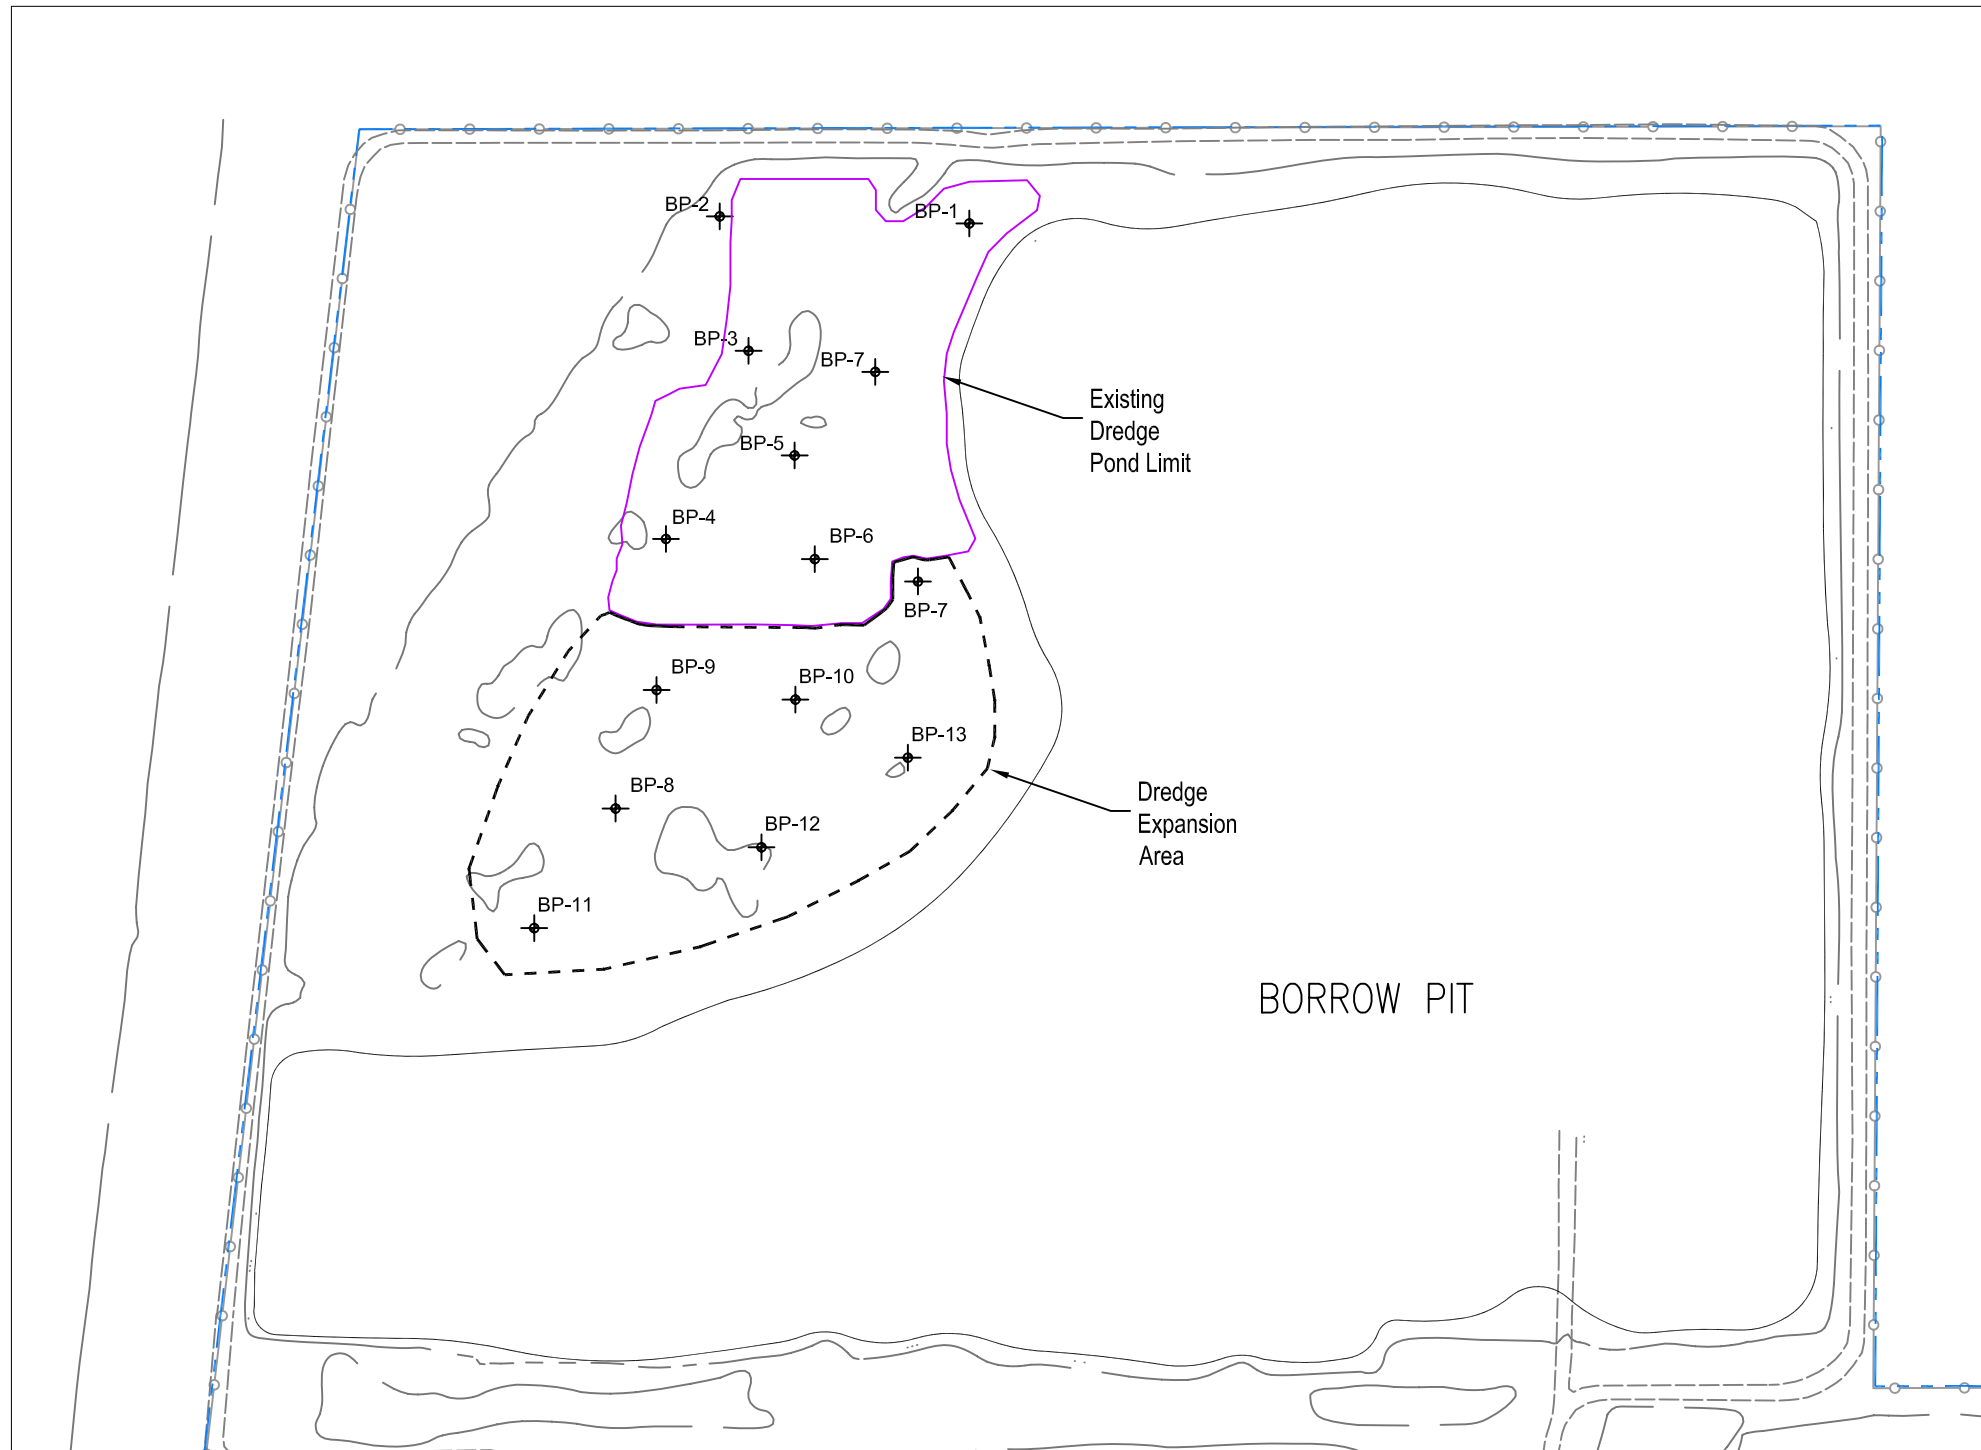 BP-2
BP-1
BP-3
BP-7
Existing
Dredge
Pond Limit
BP-5
BP-4
BP-6
BP-7
BP-9
BP-10
BP-13
BP-8
Dredge
Expansion
Area
BP-12
BP-11
BORROW PIT